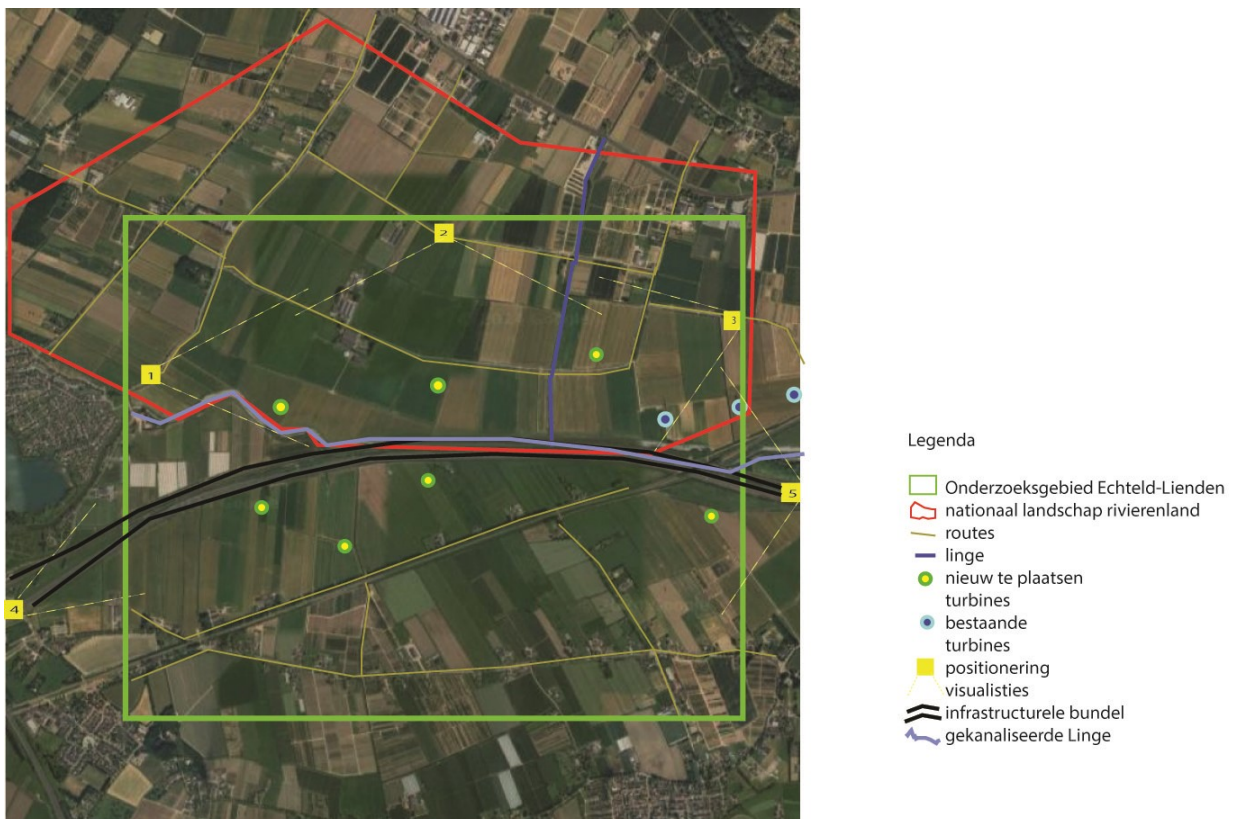 2
3
1
5
4
Legenda
Onderzoeksgebied Echteld-Lienden
nationaal landschap rivierenland
routes
linge
nieuw te plaatsen
turbines
bestaande
turbines
positionering
visualisties
infrastructurele bundel
gekanaliseerde Linge